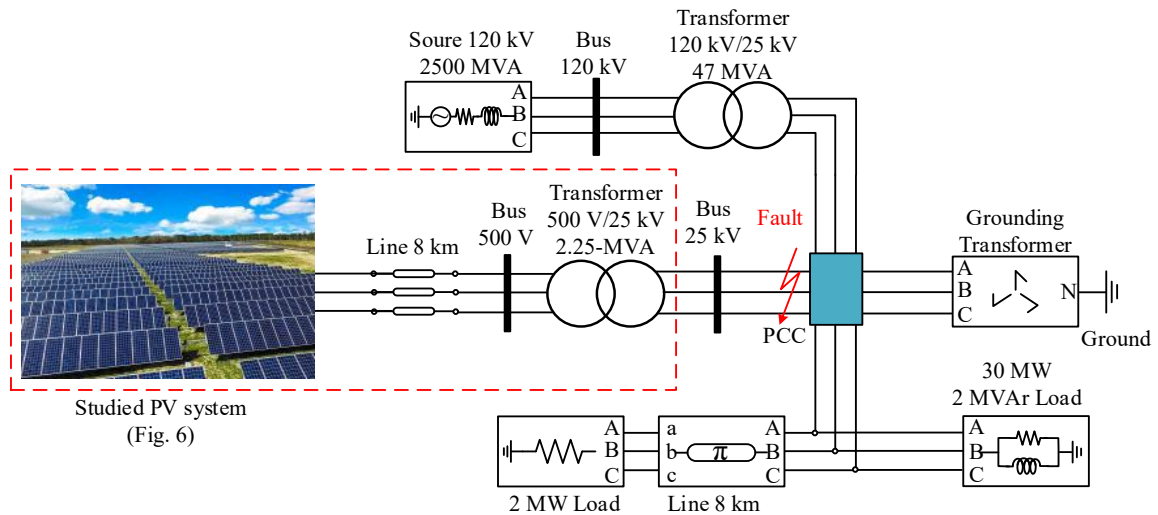 Soure 120 kV
2500 MVA
A
B
C
Bus
120 kV
Transformer
120 kV/25 kV
47 MVA
Line 8 km
Bus
500 V
Transformer
500 V/25 kV
2.25-MVA
Bus
25 kV
Fault
PCC
Grounding
Transformer
A
B
C
N
Ground
Studied PV system
(Fig. 6)
A
B
C
2 MW Load
a
b
c
π
A
B
C
Line 8 km
30 MW
2 MVAr Load
A
B
C